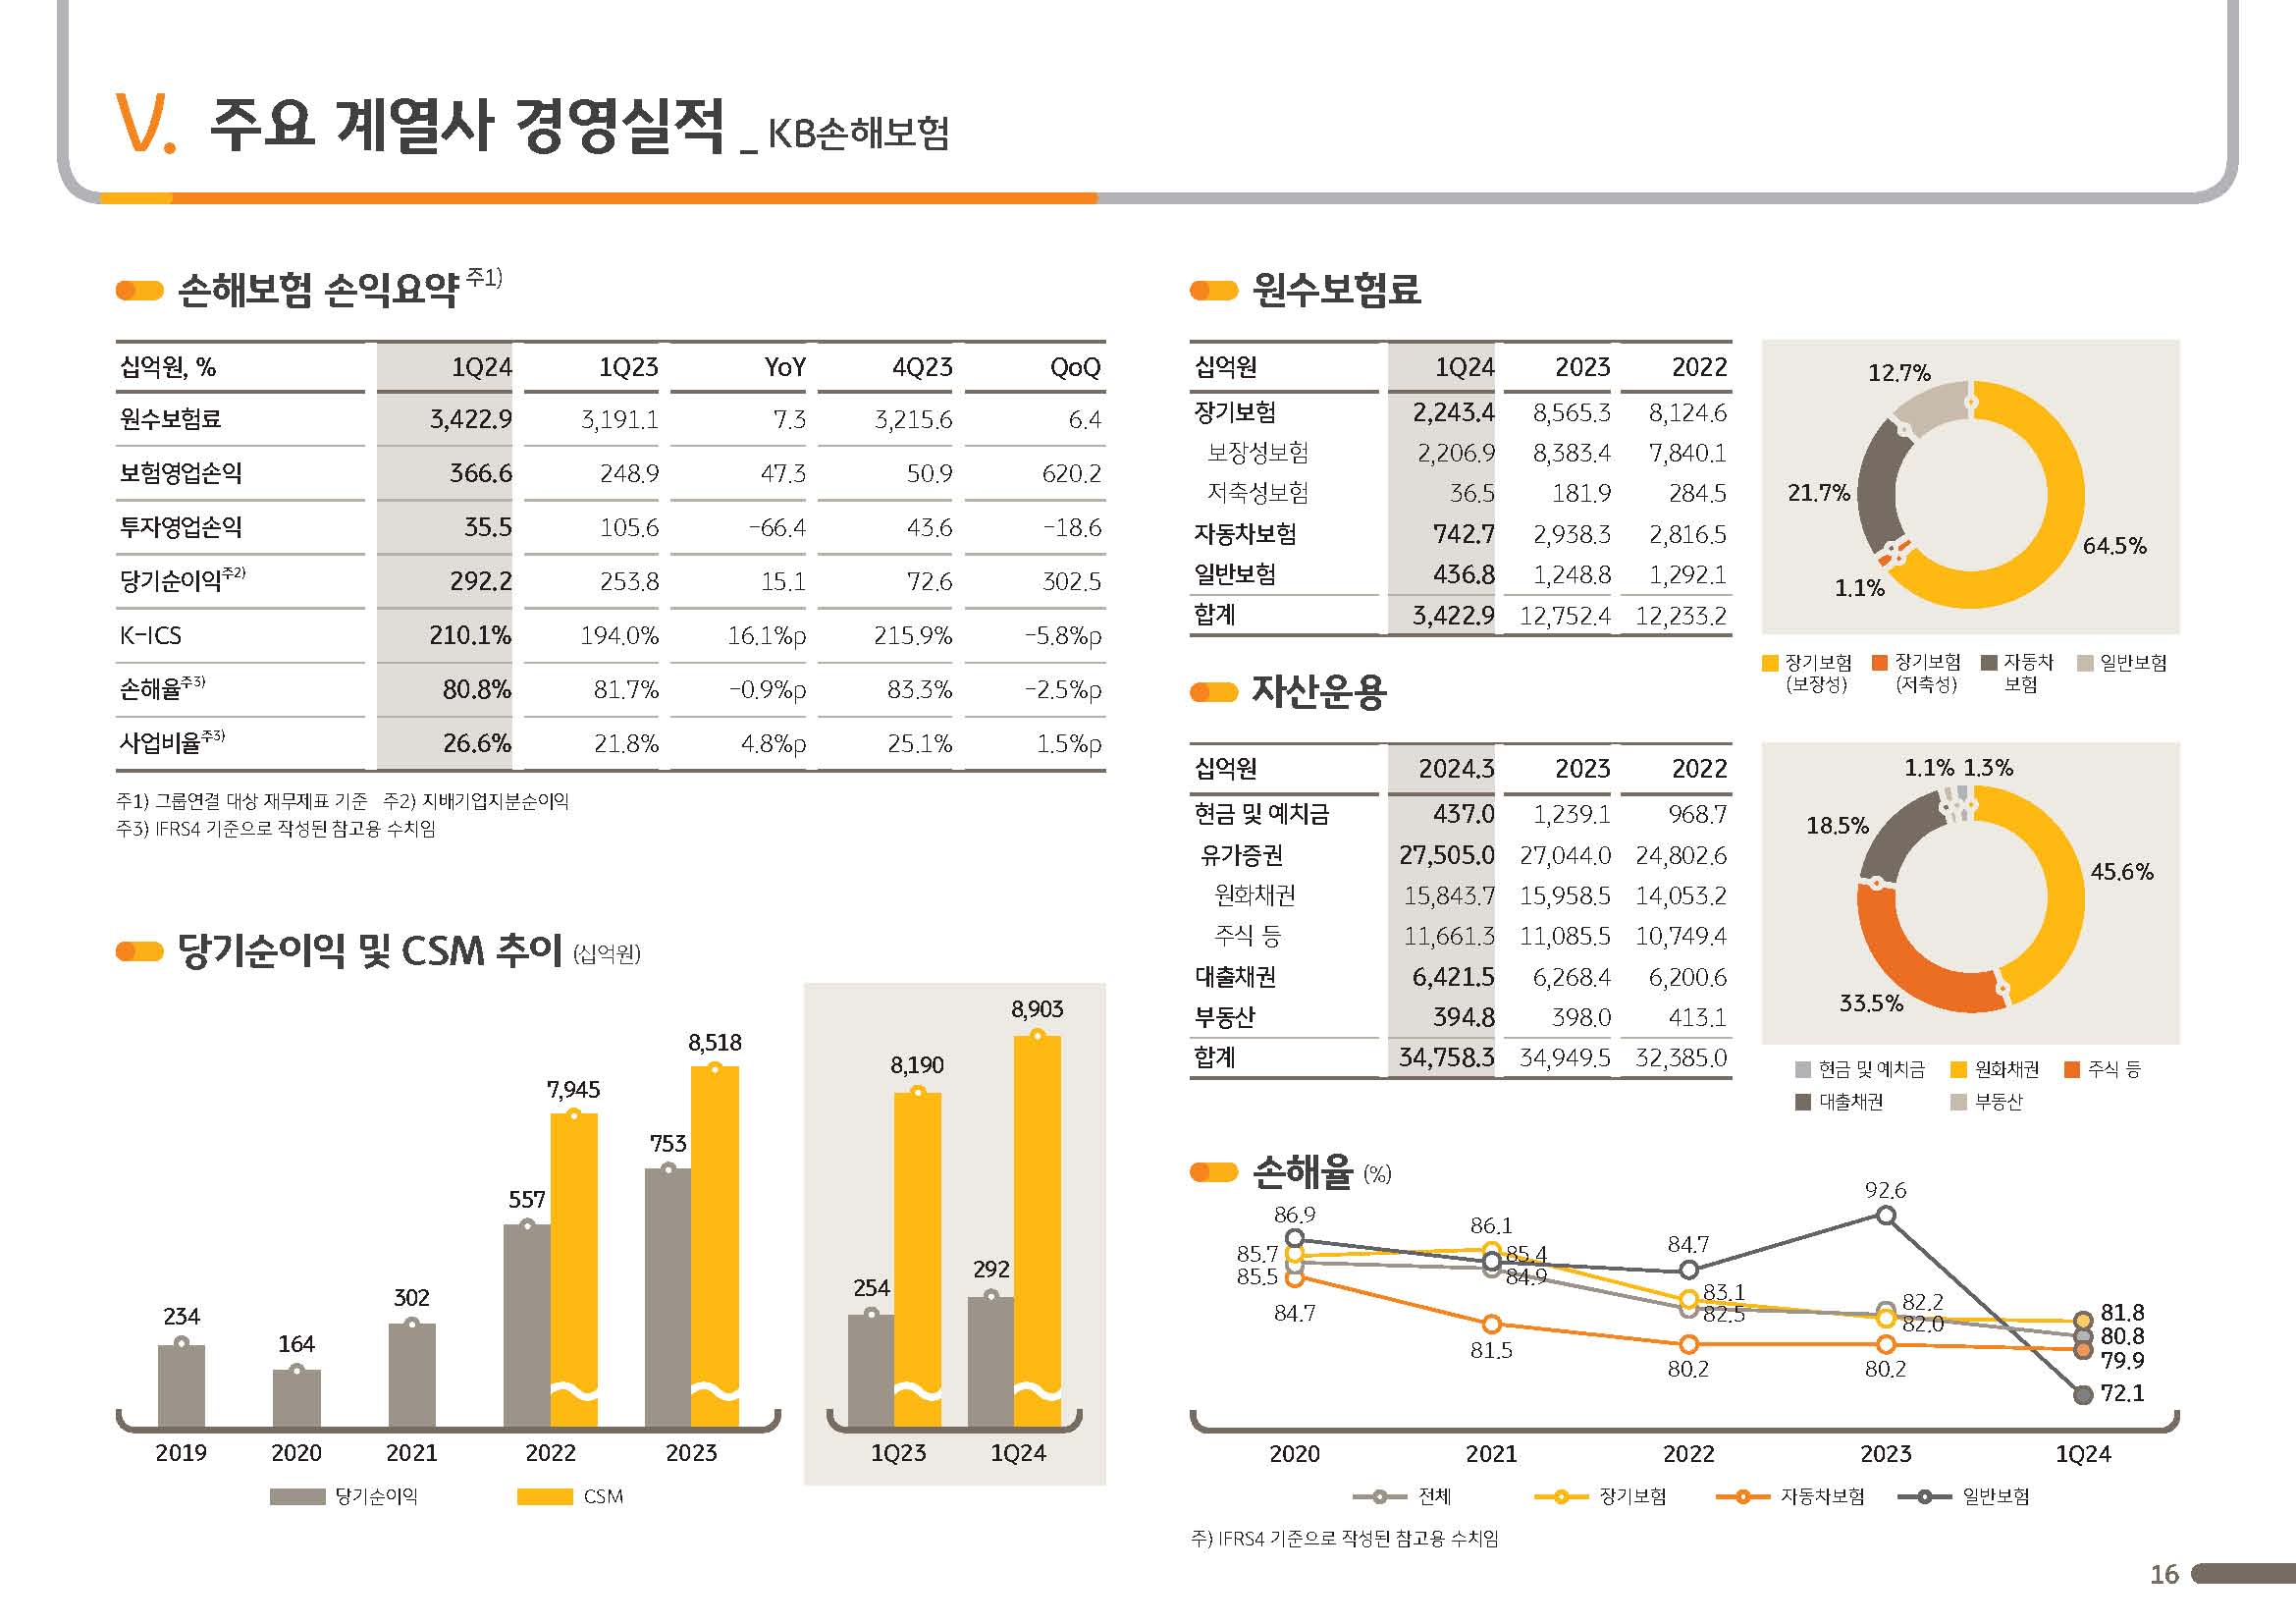 V. 주요 계열사 경영실적 _ KB손해보험
손해보험 손익요약 주1)
십억원, % 1Q24 1Q23 YoY 4Q23 QoQ
원수보험료 3,422.9 3,191.1 7.3 3,215.6 6.4
보험영업손익 366.6 248.9 47.3 50.9 620.2
투자영업손익 35.5 105.6 -66.4 43.6 -18.6
당기순이익주2) 292.2 253.8 15.1 72.6 302.5
K-ICS 210.1% 194.0% 16.1%p 215.9% -5.8%p
손해율주3) 80.8% 81.7% -0.9%p 83.3% -2.5%p
사업비율주3) 26.6% 21.8% 4.8%p 25.1% 1.5%p
주1) 그룹연결 대상 재무제표 기준 주2) 지배기업지분순이익
주3) IFRS4 기준으로 작성된 참고용 수치임
당기순이익 및 CSM 추이 (십억원)
8,903
8,518
8,190
7,945
753
557
292
254
302
234
164
2019 2020 2021 2022 2023 1Q23 1Q24
당기순이익 CSM
원수보험료
십억원 1Q24 2023 2022
장기보험 2,243.4 8,565.3 8,124.6
보장성보험 2,206.9 8,383.4 7,840.1
저축성보험 36.5 181.9 284.5
자동차보험 742.7 2,938.3 2,816.5
일반보험 436.8 1,248.8 1,292.1
합계 3,422.9 12,752.4 12,233.2
12.7%
21.7%
64.5%
1.1%
장기보험 (보장성)
장기보험 (저축성)
자동차 보험
일반보험
자산운용
십억원 2024.3 2023 2022
현금 및 예치금 437.0 1,239.1 968.7
유가증권 27,505.0 27,044.0 24,802.6
원화채권 15,843.7 15,958.5 14,053.2
주식 등 11,661.3 11,085.5 10,749.4
대출채권 6,421.5 6,268.4 6,200.6
부동산 394.8 398.0 413.1
합계 34,758.3 34,949.5 32,385.0
1.1% 1.3%
18.5%
45.6%
33.5%
현금 및 예치금 원화채권 주식 등
대출채권 부동산
손해율 (%)
86.9
85.7
85.5
84.7
86.1
85.4
84.9
81.5
84.7
83.1
82.5
80.2
92.6
82.2
82.0
80.2
81.8
80.8
79.9
72.1
2020 2021 2022 2023 1Q24
전체 장기보험 자동차보험 일반보험
주) IFRS4 기준으로 작성된 참고용 수치임
16